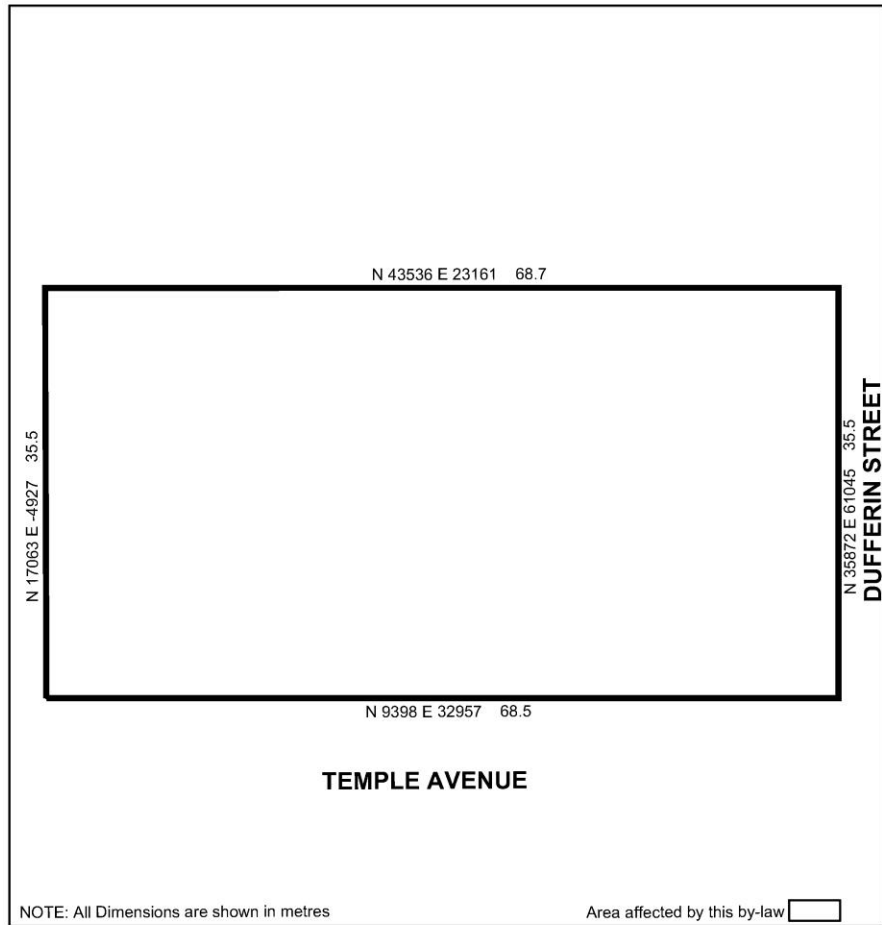 N 43536 E 23161 68.7
N 17063 E -4927 35.5
N 35872 E 61045 35.5
DUFFERIN STREET
N 9398 E 32957 68.5
TEMPLE AVENUE
NOTE: All Dimensions are shown in metres
Area affected by this by-law